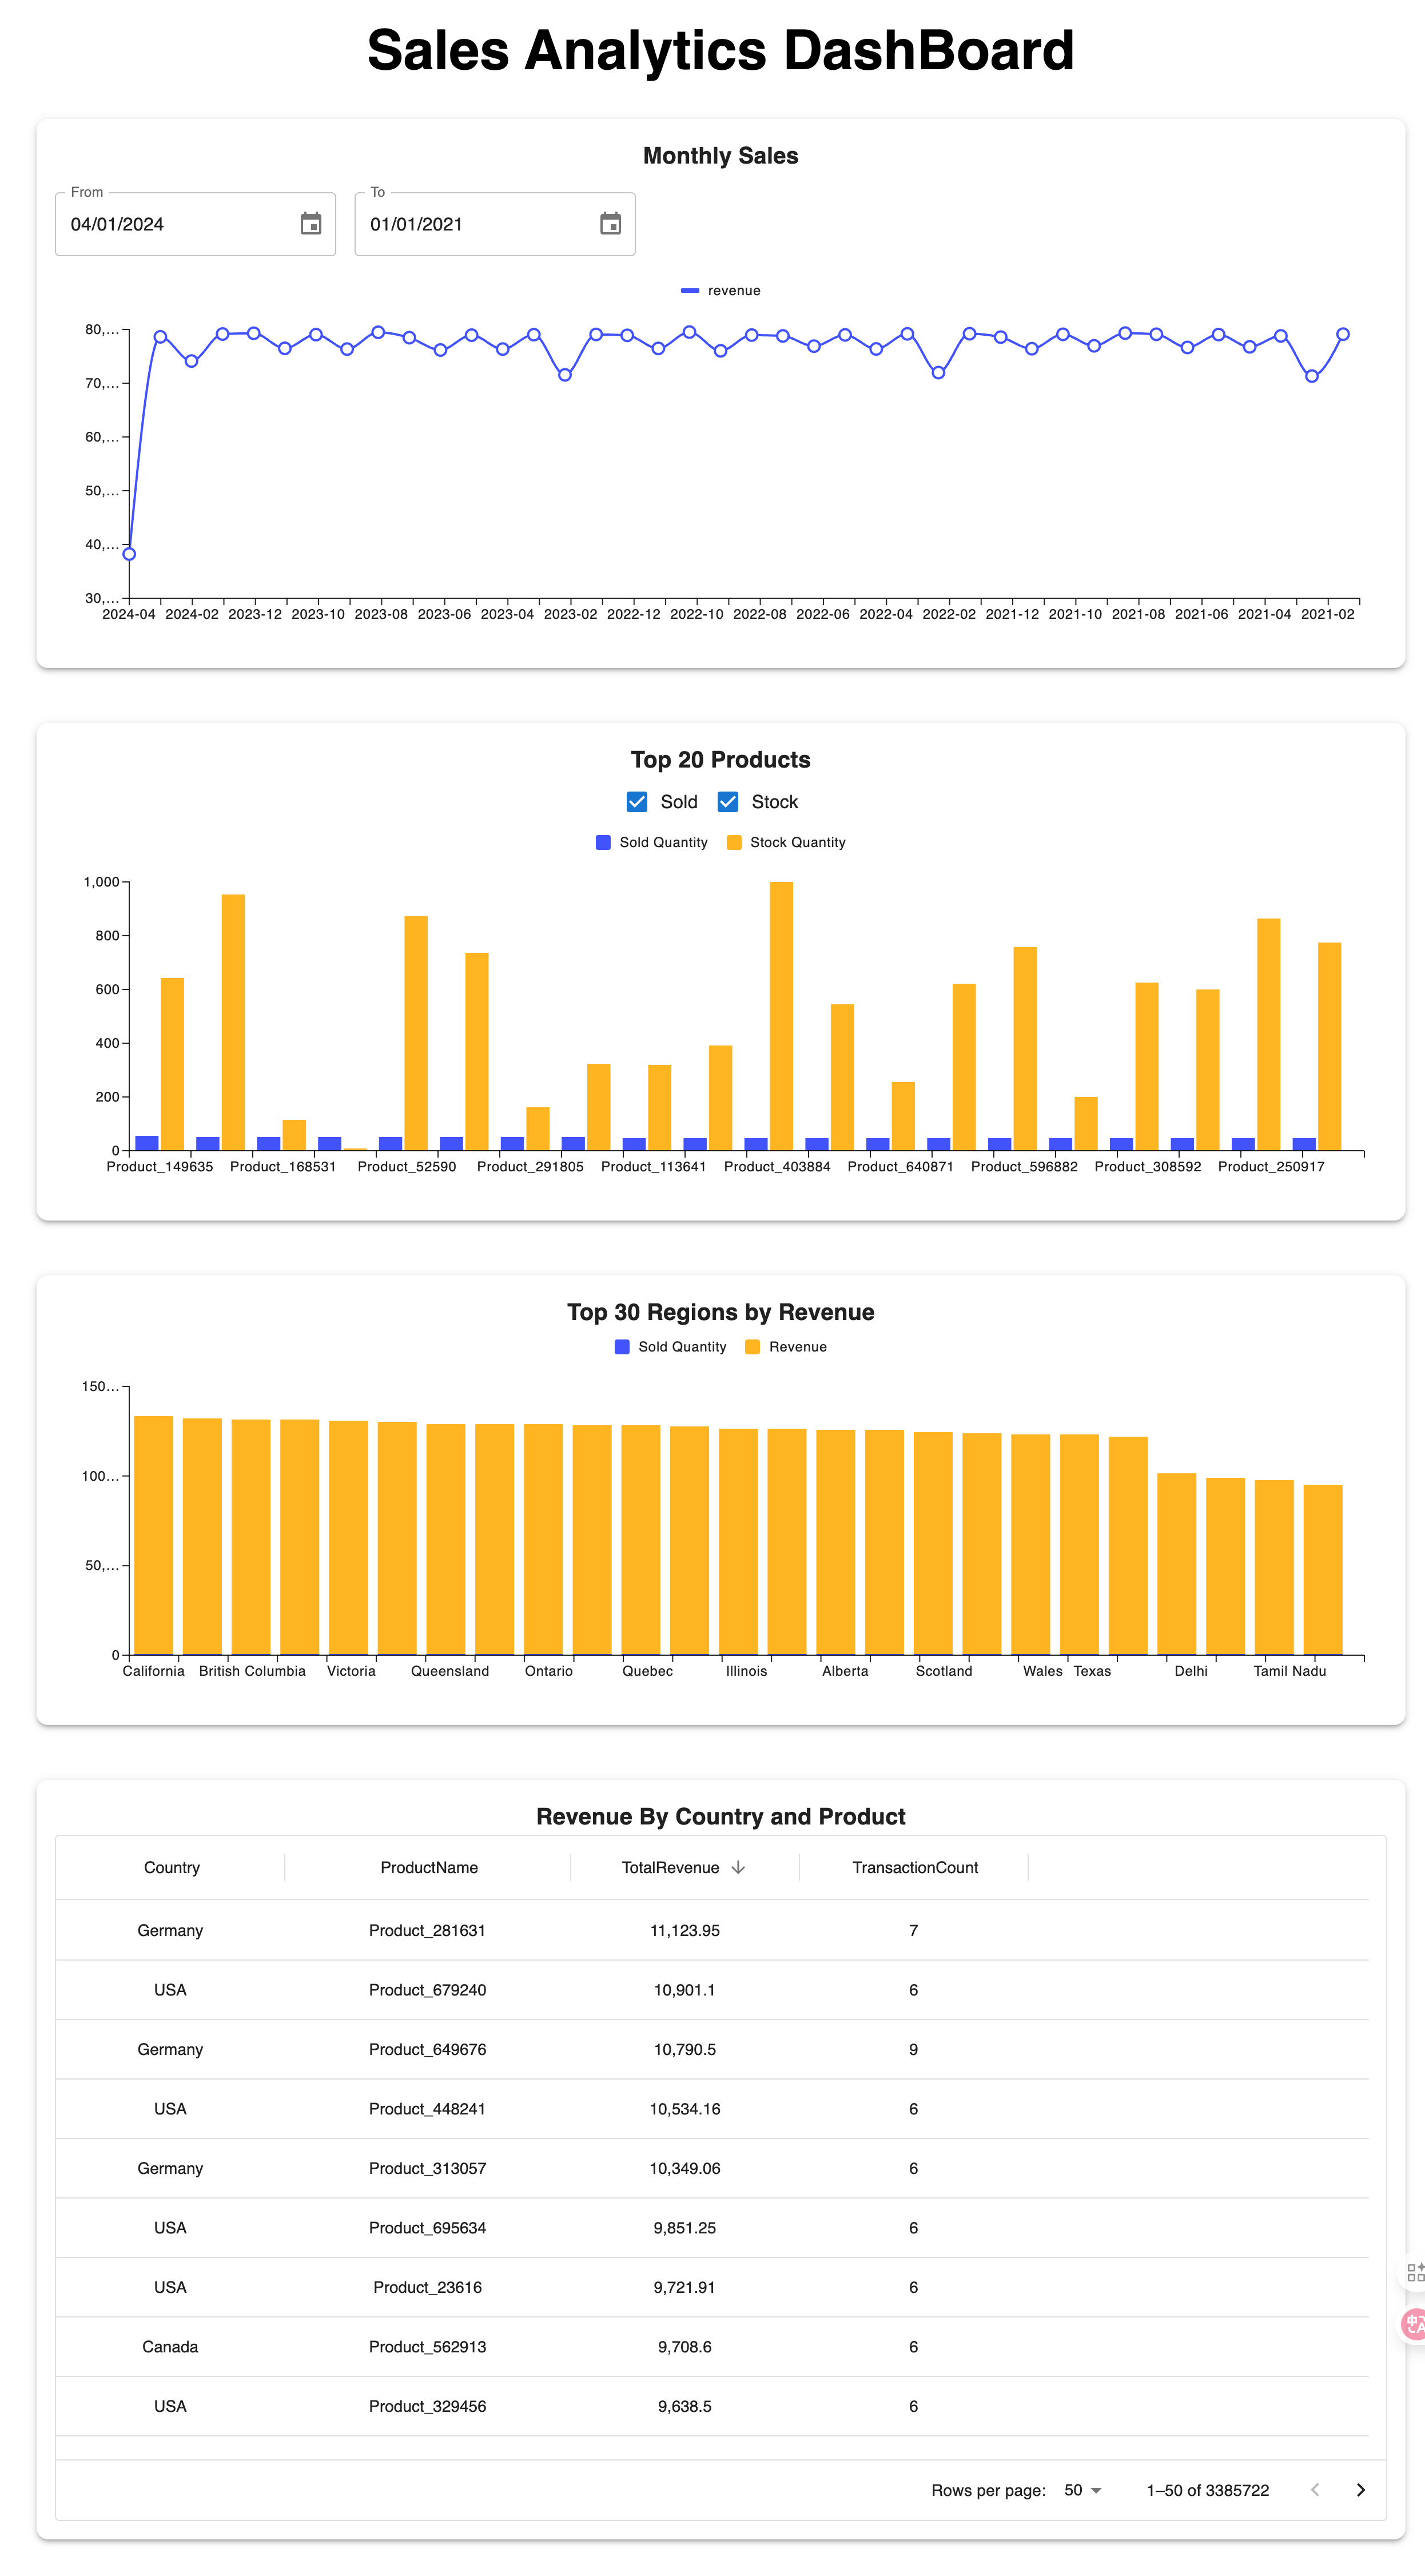 Sales Analytics DashBoard
Monthly Sales
From
04/01/2024
To
01/01/2021
revenue
80,...
70,...
60,...
50,...
40,...
30,...
2024-04 2024-02 2023-12 2023-10 2023-08 2023-06 2023-04 2023-02 2022-12 2022-10 2022-08 2022-06 2022-04 2022-02 2021-12 2021-10 2021-08 2021-06 2021-04 2021-02
Top 20 Products
Sold Stock
Sold Quantity Stock Quantity
1,000
800
600
400
200
0
Product_149635 Product_168531 Product_52590 Product_291805 Product_113641 Product_403884 Product_640871 Product_596882 Product_308592 Product_250917
Top 30 Regions by Revenue
Sold Quantity Revenue
150...
100...
50,...
0
California British Columbia Victoria Queensland Ontario Quebec Illinois Alberta Scotland Wales Texas Delhi Tamil Nadu
Revenue By Country and Product
Country ProductName TotalRevenue TransactionCount
Germany Product_281631 11,123.95 7
USA Product_679240 10,901.1 6
Germany Product_649676 10,790.5 9
USA Product_448241 10,534.16 6
Germany Product_313057 10,349.06 6
USA Product_695634 9,851.25 6
USA Product_23616 9,721.91 6
Canada Product_562913 9,708.6 6
USA Product_329456 9,638.5 6
Rows per page: 50 1–50 of 3385722